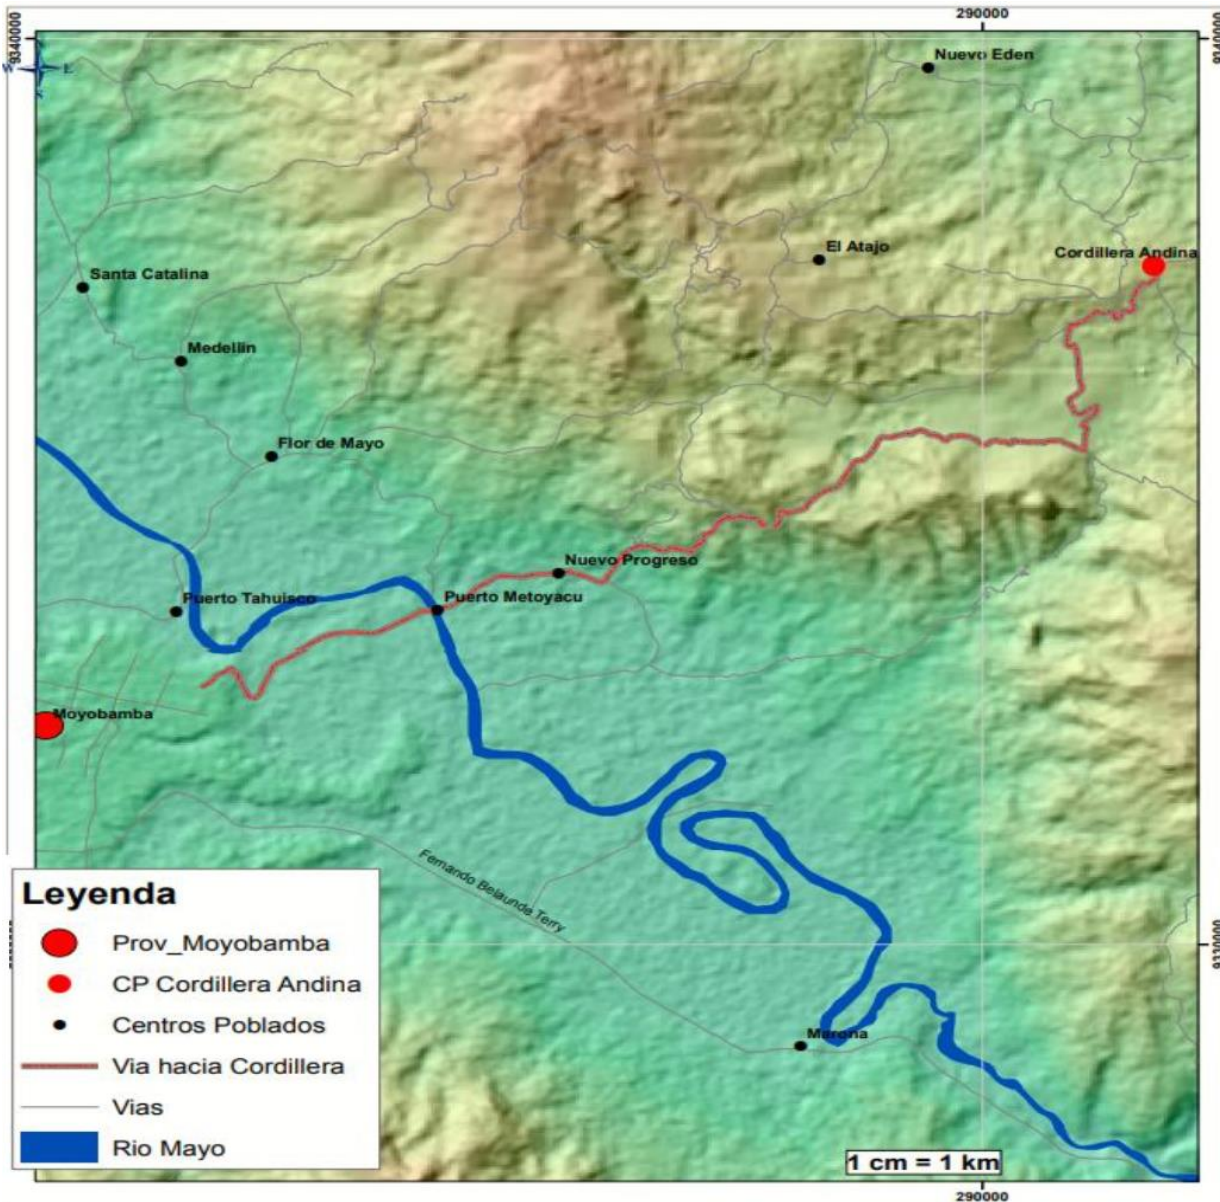 290000
9340000
9340000
E
Nuevo Eden
El Atajo
Cordillera Andina
Santa Catalina
Medellin
Flor de Mayo
Nuevo Progreso
Puerto Tahuisco
Puerto Metoyacu
Moyobamba
Fernando Belaunde Terry
Marona
Leyenda
Prov_Moyobamba
CP Cordillera Andina
Centros Poblados
Via hacia Cordillera
Vias
Rio Mayo
1 cm = 1 km
290000